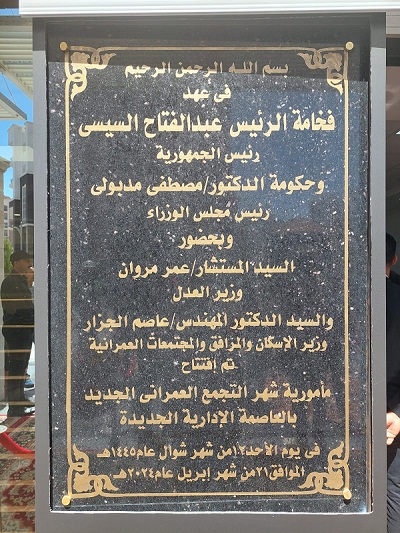 بسم الله الرحمن الرحيم
فى عهد
فخامة الرئيس عبدالفتاح السيسى
رئيس الجمهورية
وحكومة الدكتور/مصطفى مدبولى
رئيس مجلس الوزراء
وبحضور
السيد المستشار/عمر مروان
وزير العدل
والسيد الدكتور المهندس/عاصم الجزار
وزير الإسكان والمرافق والمجتمعات العمرانية
تم إفتتاح"
مأمورية شهر التجمع العمرانى الجديد
بالعاصمة الإدارية الجديدة
فى يوم الأحد١٢من شهر شوال عام١٤٤٥هـ
الموافق٢١من شهر إبريل عام٢٠٢٤هـ